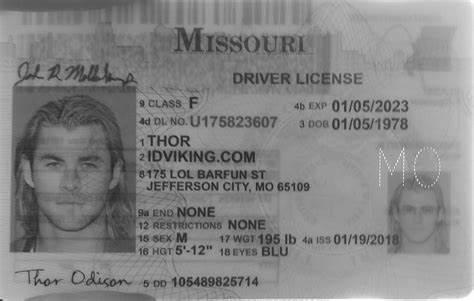 MISSOURI
DRIVER LICENSE
9 CLASS F
4b EXP 01/05/2023
4d DL NO. U175823607
3 DOB 01/05/1978
1 THOR
2 IDVIKING.COM
8 175 LOL BARFUN ST
JEFFERSON CITY, MO 65109
MO
9a END NONE
12 RESTRICTIONS NONE
15 SEX M
17 WGT 195 lb
4a ISS 01/19/2018
16 HGT 5'-12"
18 EYES BLU
Thor Odison
5 DD 105489825714